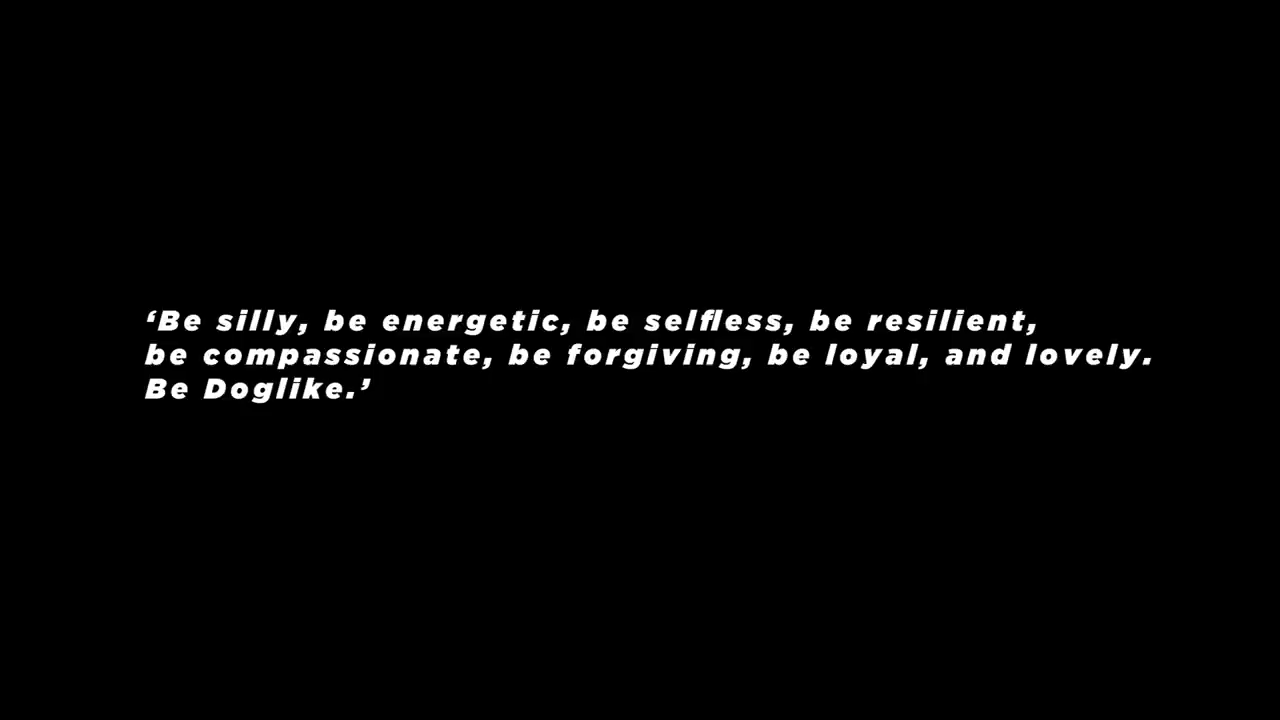 ‘Be silly, be energetic, be selfless, be resilient,
be compassionate, be forgiving, be loyal, and lovely.
Be Doglike.’